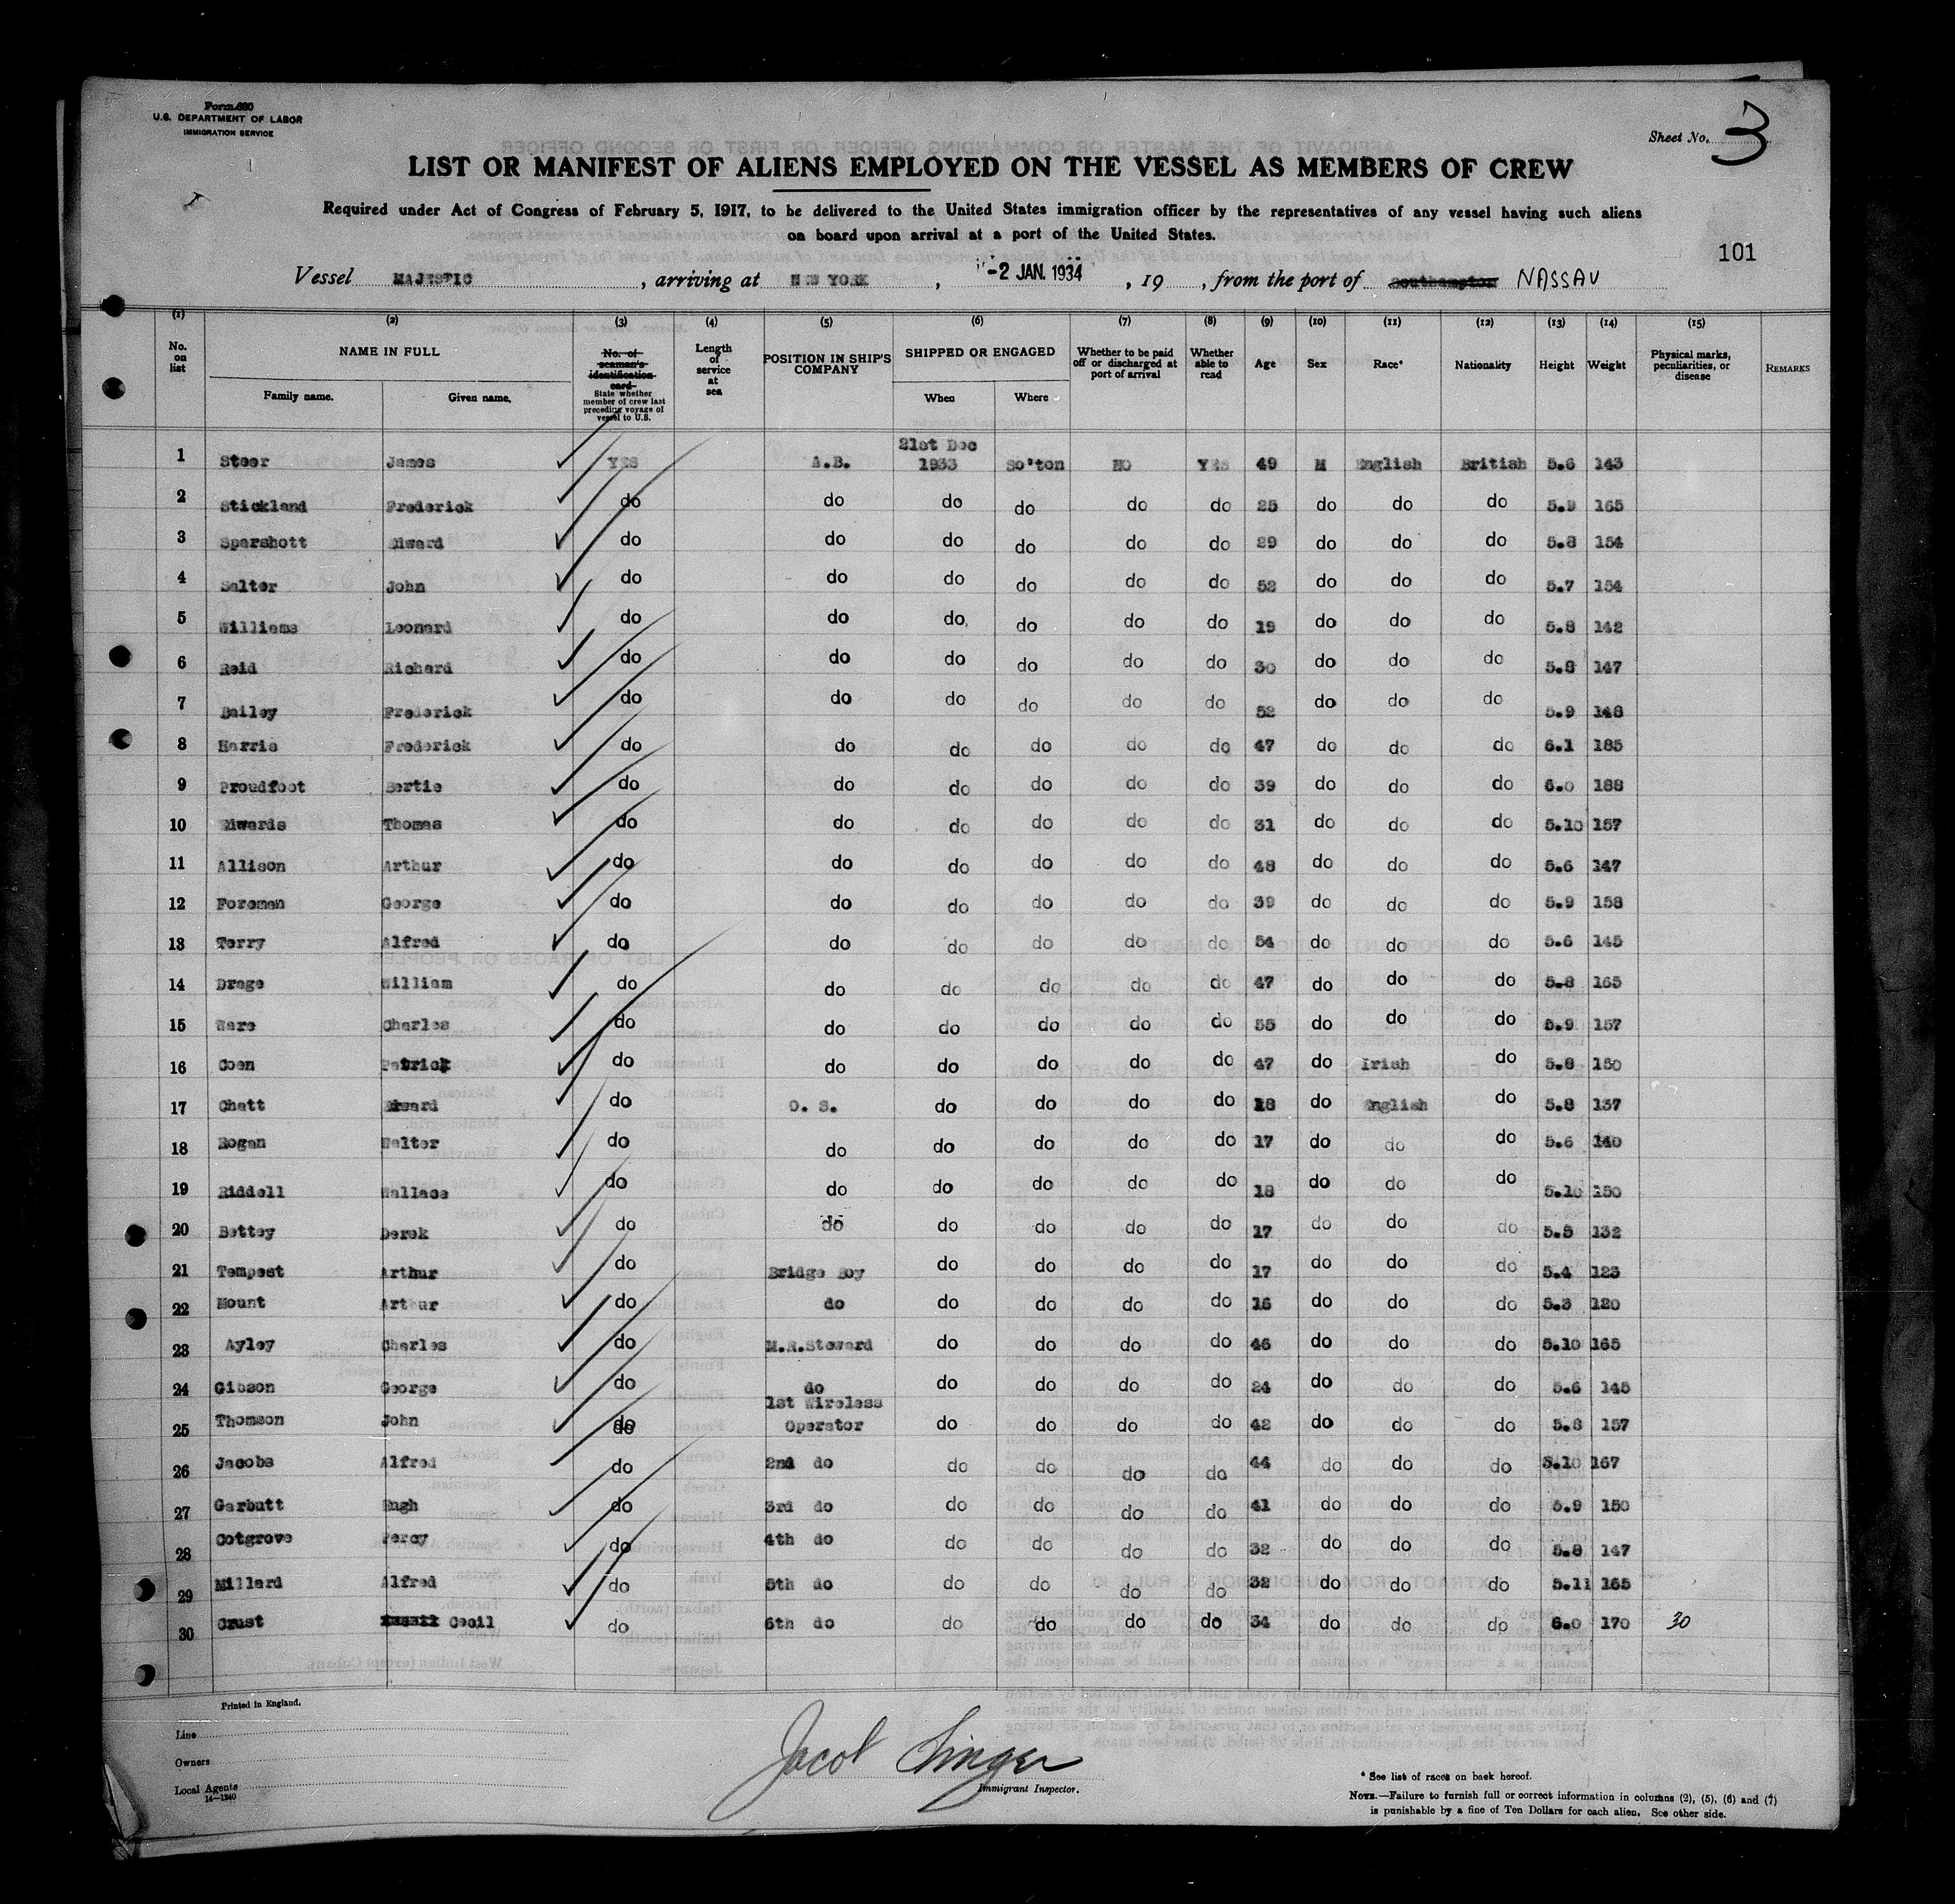 Form 680
U.S. DEPARTMENT OF LABOR
IMMIGRATION SERVICE
Sheet No. 3
LIST OR MANIFEST OF ALIENS EMPLOYED ON THE VESSEL AS MEMBERS OF CREW
Required under Act of Congress of February 5, 1917, to be delivered to the United States immigration officer by the representatives of any vessel having such aliens
on board upon arrival at a port of the United States.
101
Vessel MAJESTIC, arriving at NEW YORK, -2 JAN. 1934, 19 , from the port of Southampton NASSAU
(1) (2) (3) (4) (5) (6) (7) (8) (9) (10) (11) (12) (13) (14) (15)
No. on list
NAME IN FULL
Family name. Given name.
No. of seaman's identification card
State whether member of crew last preceding voyage of vessel to U.S.
Length of service at sea
POSITION IN SHIP'S COMPANY
SHIPPED OR ENGAGED
When Where
Whether to be paid off or discharged at port of arrival
Whether able to read
Age
Sex
Race*
Nationality
Height
Weight
Physical marks, peculiarities, or disease
REMARKS
1 Steer James YES A.B. 21st Dec 1933 So'ton NO YES 49 M English British 5.6 143
2 Stickland Frederick do do do do do do 25 do do do 5.9 165
3 Sparshott Edward do do do do do do 29 do do do 5.8 154
4 Salter John do do do do do do 52 do do do 5.7 154
5 Williams Leonard do do do. do do do 19 do do do 5.8 142
6 Reid Richard do do do do do do 30 do do do 5.8 147
7 Bailey Frederick do do do do do do 52 do do do 5.9 148
8 Harris Frederick do do do do do do 47 do do do 6.1 185
9 Proudfoot Bertie do do do do do do 39 do do do 6.0 188
10 Edwards Thomas do do do do do do 31 do do do 5.10 157
11 Allison Arthur do do do do do do 48 do do do 5.6 147
12 Foreman George do do do do do do 39 do do do 5.9 158
13 Terry Alfred do do do do do do 54 do do do 5.6 145
14 Drage William do do do do do do 47 do do do 5.8 165
15 Ware Charles do do do do do do 55 do do do 5.9 157
16 Coen Patrick do do do do do do 47 do Irish do 5.8 150
17 Chatt Edward do O. S. do do do do 18 do English do 5.8 137
18 Rogan Walter do do do do do do 17 do do do 5.6 140
19 Riddell Wallace do do do do do do 18 do do do 5.10 150
20 Bettey Derek do do do do do do 17 do do do 5.5 132
21 Tempest Arthur do Bridge Boy do do do do 17 do do do 5.4 123
22 Mount Arthur do do do do do do 16 do do do 5.3 120
23 Ayley Charles do M.R.Steward do do do do 46 do do do 5.10 165
24 Gibson George do do do do do do 24 do do do 5.6 145
25 Thomson John do 1st Wireless Operator do do do do 42 do do do 5.8 157
26 Jacobs Alfred do 2nd do do do do do 44 do do do 5.10 167
27 Garbutt Hugh do 3rd do do do do do 41 do do do 5.9 150
28 Cotgrove Percy do 4th do do do do do 32 do do do 5.8 147
29 Millard Alfred do 5th do do do do do 32 do do do 5.11 165
30 Crust Cecil do 6th do do do do do 34 do do do 6.0 170 30
Printed in England.
Line
Owners
Local Agents
14—1240
Jacob Singer
Immigrant Inspector.
* See list of races on back hereof.
NOTE.—Failure to furnish full or correct information in columns (2), (5), (6) and (7)
is punishable by a fine of Ten Dollars for each alien. See other side.